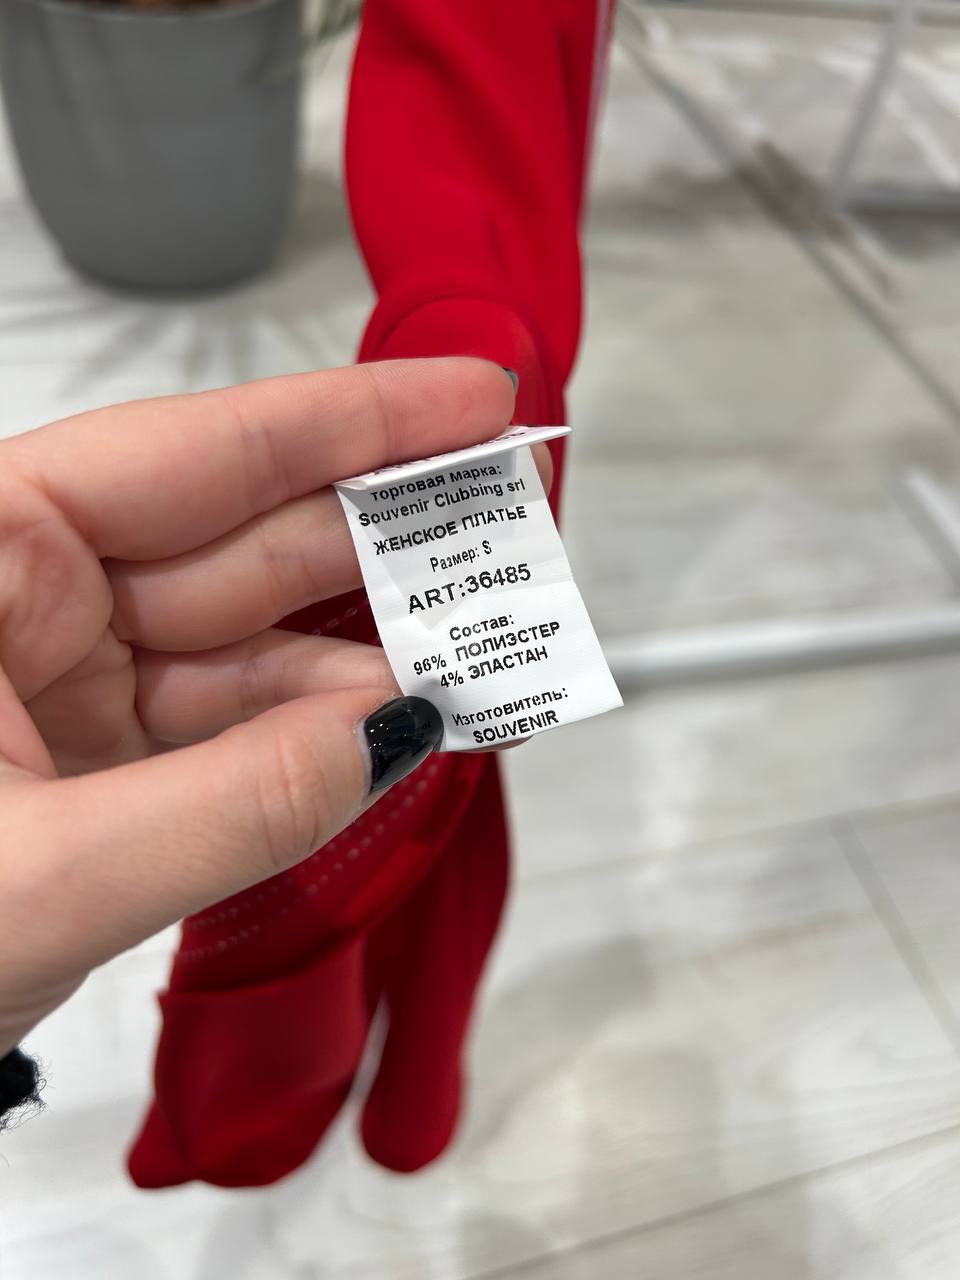 торговая марка:
Souvenir Clubbing srl
ЖЕНСКОЕ ПЛАТЬЕ
Размер: S
ART:36485
Состав:
96% ПОЛИЭСТЕР
4% ЭЛАСТАН
Изготовитель:
SOUVENIR